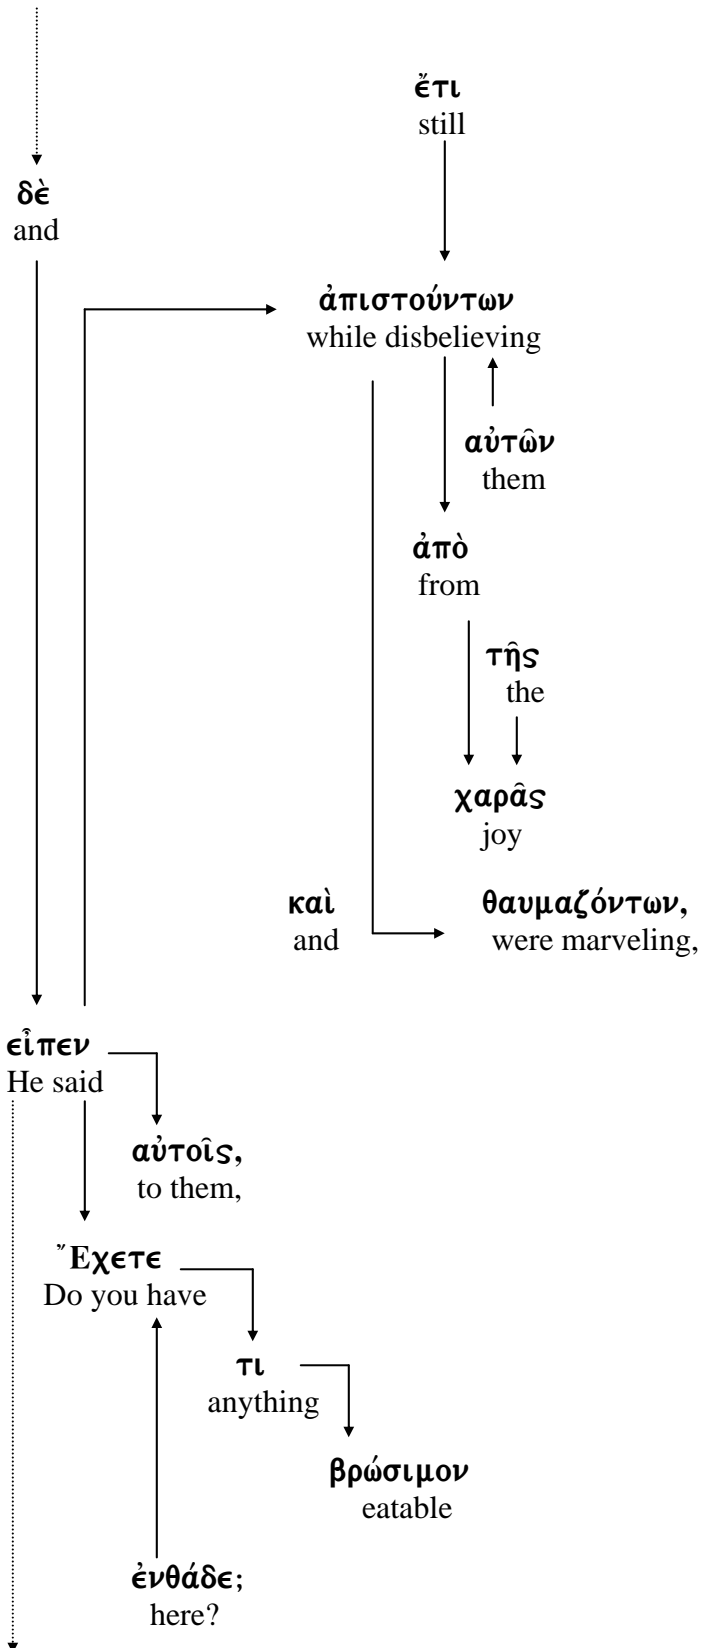 ἔτι
still
δὲ
and
ἀπιστούντων
while disbelieving
αὐτῶν
them
ἀπὸ
from
τῆς
the
χαρᾶς
joy
καὶ θαυμαζόντων,
and were marveling,
εἶπεν
He said
αὐτοῖς,
to them,
Ἔχετε
Do you have
τι
anything
βρώσιμον
eatable
ἐνθάδε;
here?